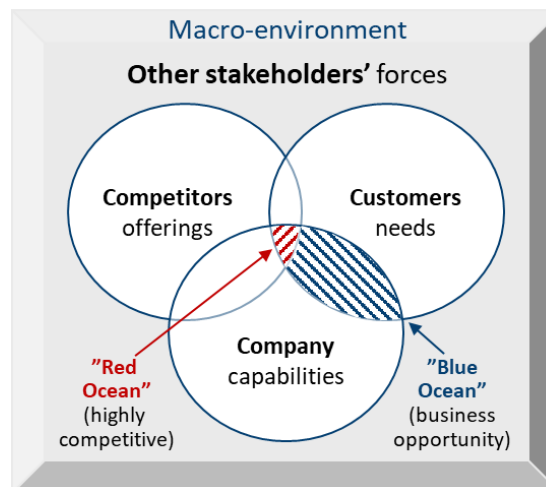 Macro-environment
Other stakeholders’ forces
Competitors
offerings
Customers
needs
Company
capabilities
”Red
Ocean”
(highly
competitive)
”Blue
Ocean”
(business
opportunity)